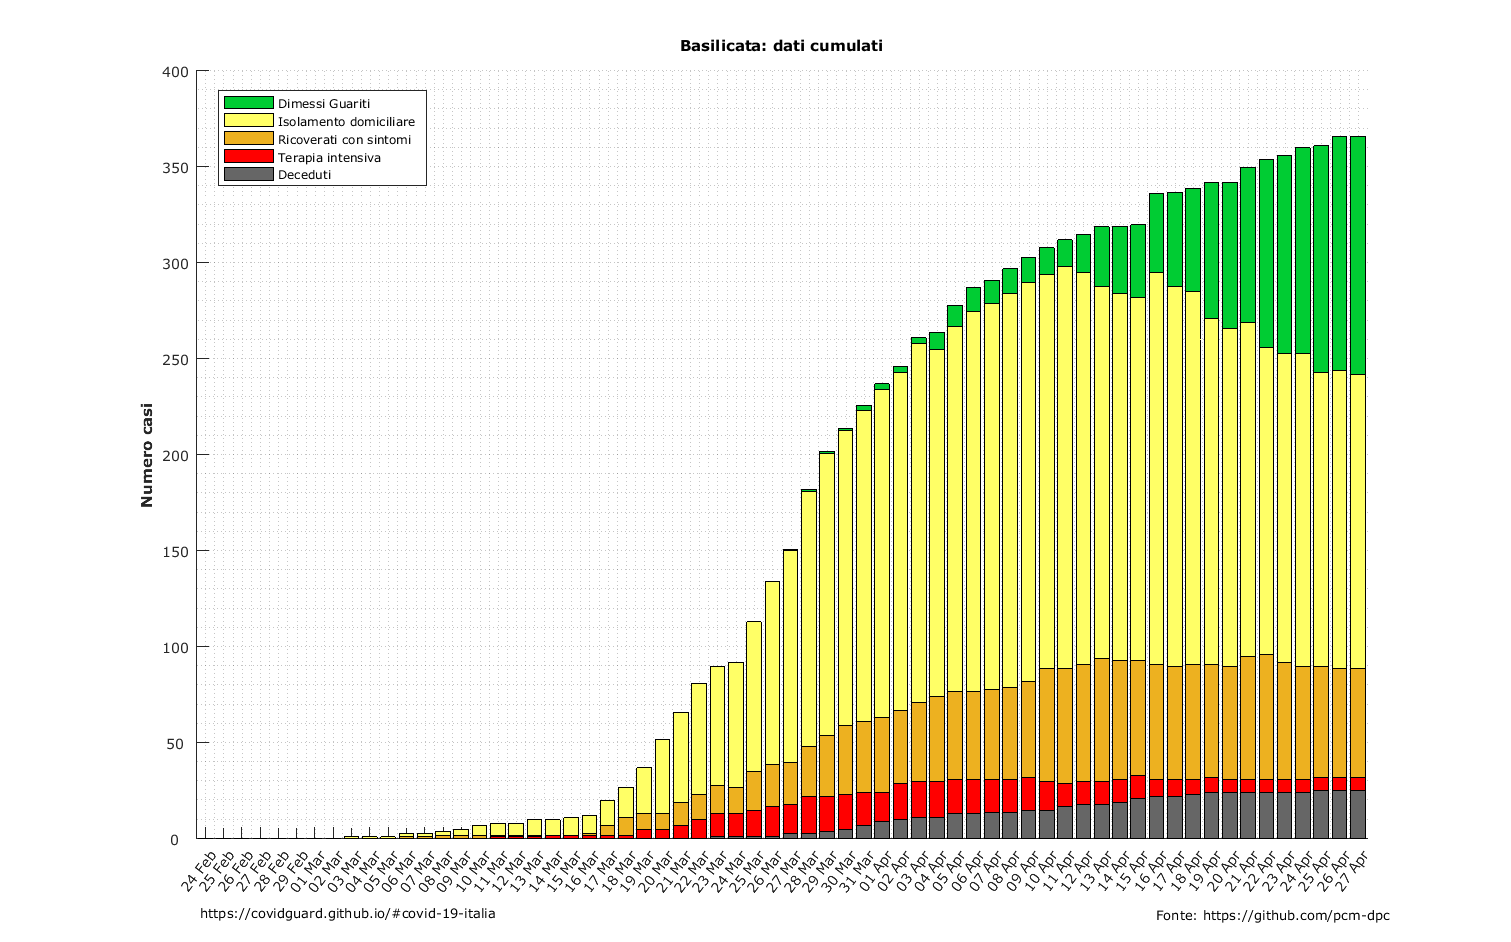 Basilicata: dati cumulati
400
350
300
250
200
150
100
50
0
Numero casi
Dimessi Guariti
Isolamento domiciliare
Ricoverati con sintomi
Terapia intensiva
Deceduti
24 Feb
25 Feb
26 Feb
27 Feb
28 Feb
29 Feb
01 Mar
02 Mar
03 Mar
04 Mar
05 Mar
06 Mar
07 Mar
08 Mar
09 Mar
10 Mar
11 Mar
12 Mar
13 Mar
14 Mar
15 Mar
16 Mar
17 Mar
18 Mar
19 Mar
20 Mar
21 Mar
22 Mar
23 Mar
24 Mar
25 Mar
26 Mar
27 Mar
28 Mar
29 Mar
30 Mar
31 Mar
01 Apr
02 Apr
03 Apr
04 Apr
05 Apr
06 Apr
07 Apr
08 Apr
09 Apr
10 Apr
11 Apr
12 Apr
13 Apr
14 Apr
15 Apr
16 Apr
17 Apr
18 Apr
19 Apr
20 Apr
21 Apr
22 Apr
23 Apr
24 Apr
25 Apr
26 Apr
27 Apr
https://covidguard.github.io/#covid-19-italia
Fonte: https://github.com/pcm-dpc